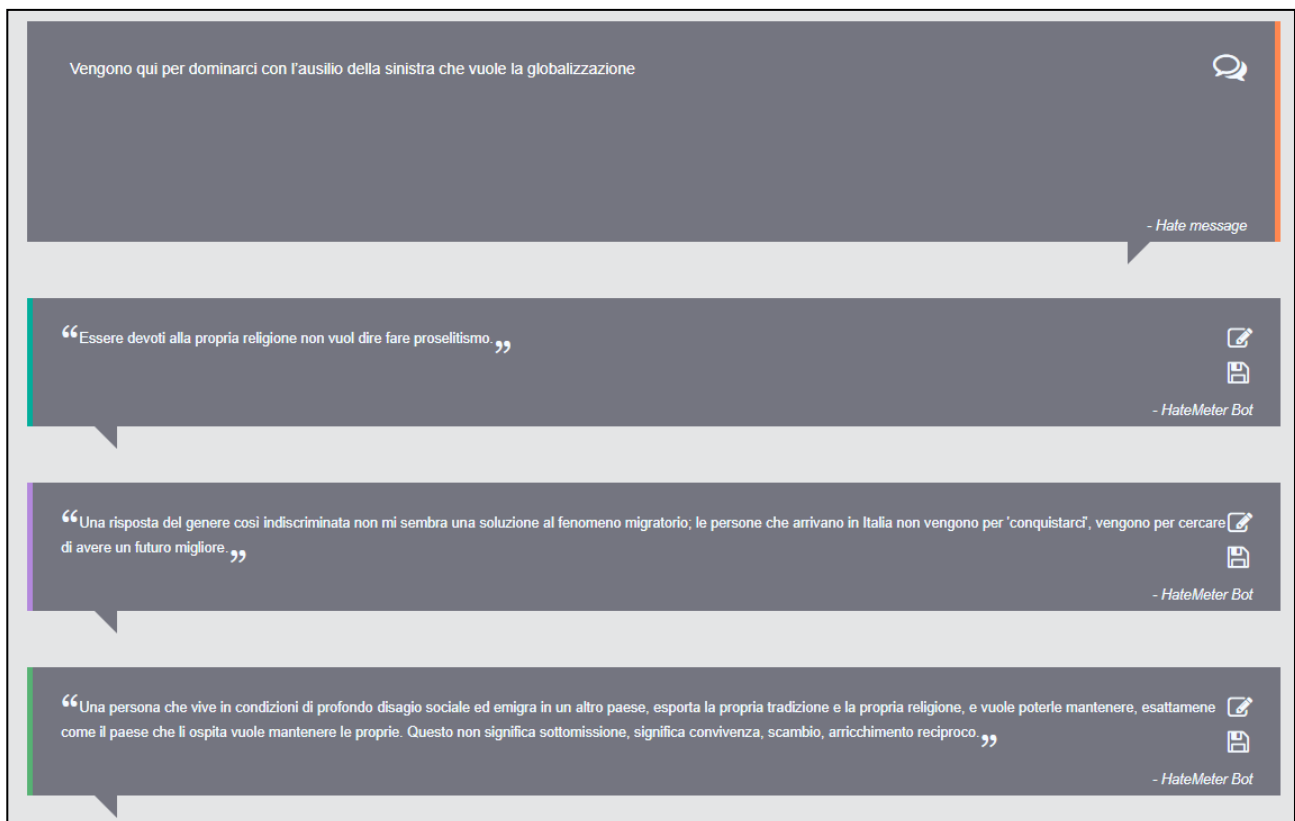 Vengono qui per dominarci con l'ausilio della sinistra che vuole la globalizzazione
- Hate message
“Essere devoti alla propria religione non vuol dire fare proselitismo.”
- HateMeter Bot
“Una risposta del genere così indiscriminata non mi sembra una soluzione al fenomeno migratorio; le persone che arrivano in Italia non vengono per 'conquistarci', vengono per cercare
di avere un futuro migliore.”
- HateMeter Bot
“Una persona che vive in condizioni di profondo disagio sociale ed emigra in un altro paese, esporta la propria tradizione e la propria religione, e vuole poterle mantenere, esattamene
come il paese che li ospita vuole mantenere le proprie. Questo non significa sottomissione, significa convivenza, scambio, arricchimento reciproco.”
- HateMeter Bot